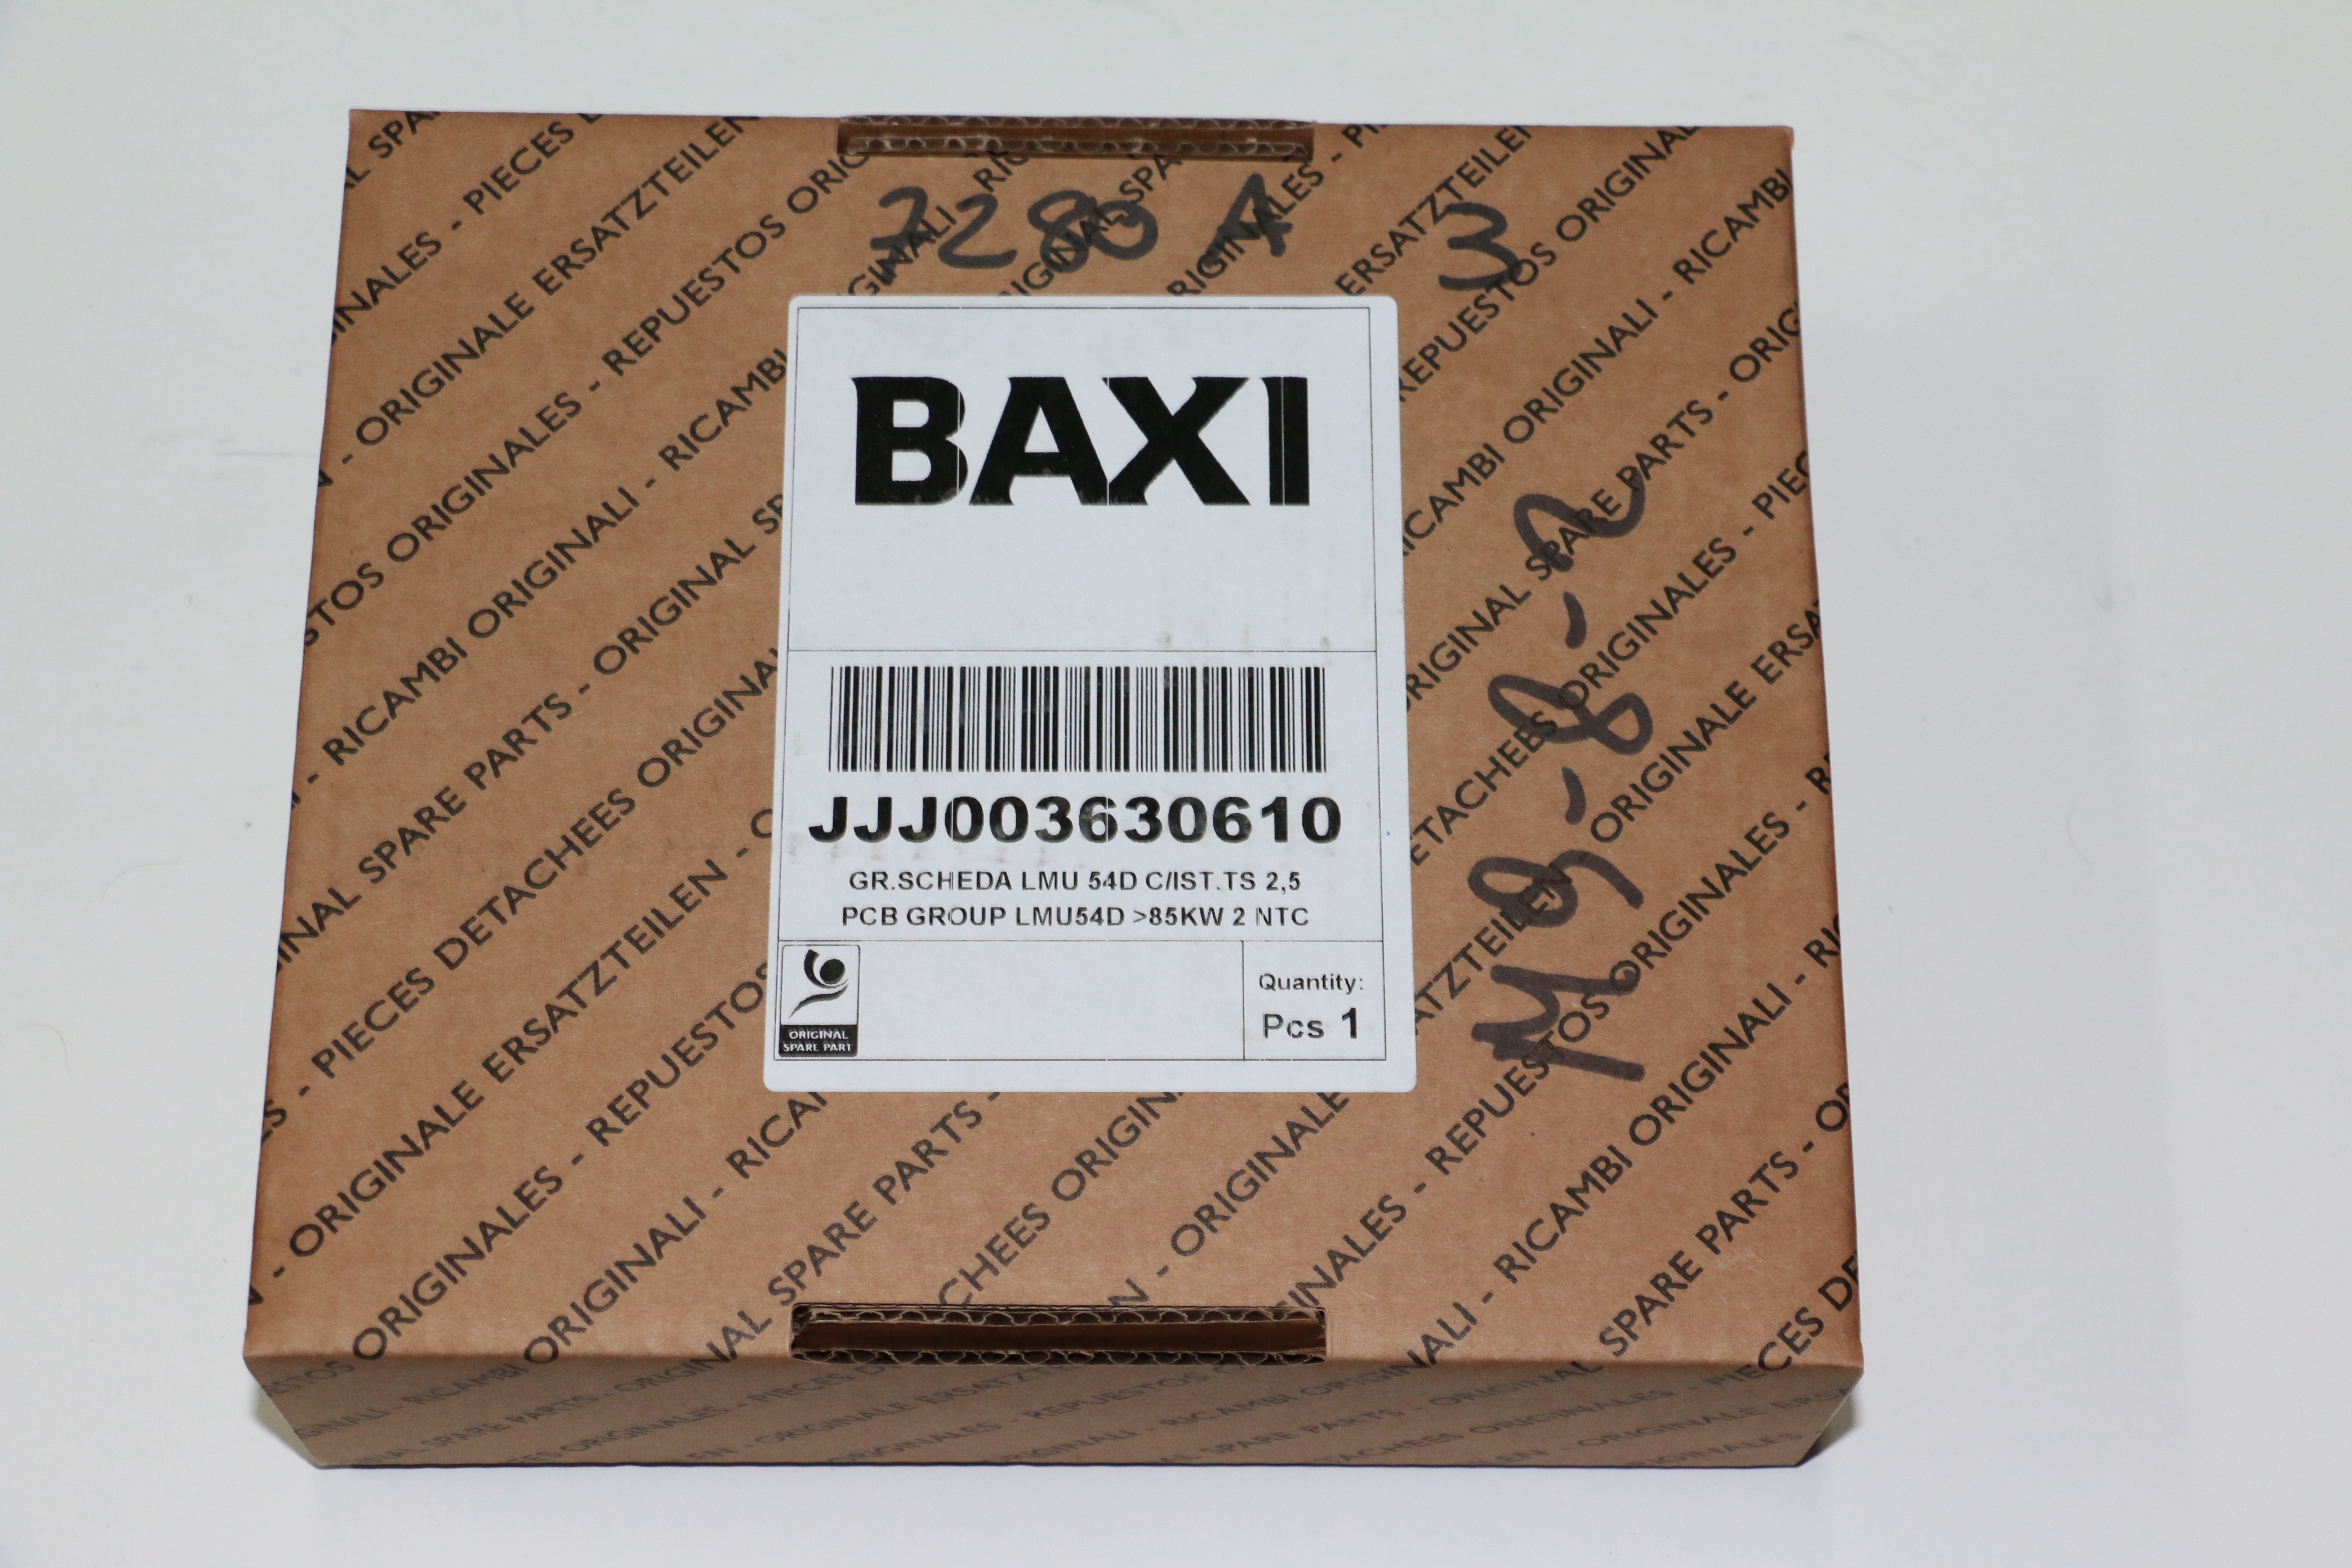 7280 A 3
BAXI
JJJ003630610
GR.SCHEDA LMU 54D C/IST.TS 2,5
PCB GROUP LMU54D >85KW 2 NTC
ORIGINAL
SPARE PART
Quantity:
Pcs 1
ORIGINALE ERSATZTEILEN
REPUESTOS ORIGINALES
RICAMBI ORIGINALI
ORIGINAL SPARE PARTS
PIECES DETACHEES ORIGINALES